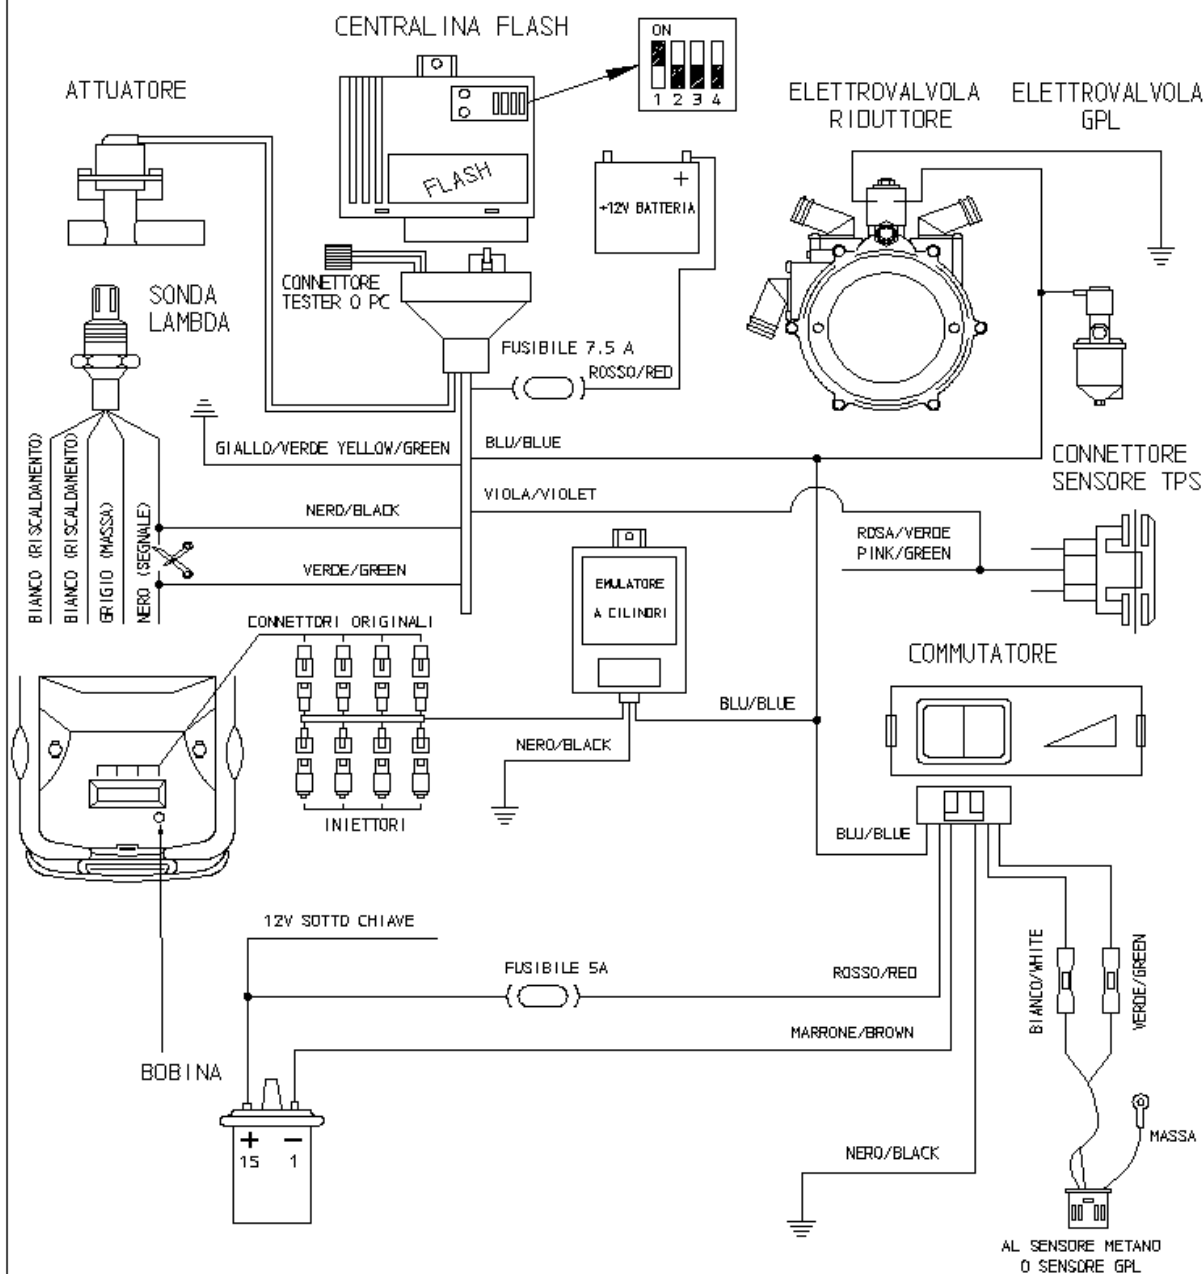 CENTRALINA FLASH
ON
1 2 3 4
ATTUATORE
ELETTROVALVOLA
RIDUTTORE
ELETTROVALVOLA
GPL
FLASH
+
+12V BATTERIA
CONNETTORE
TESTER O PC
SONDA
LAMBDA
FUSIBILE 7.5 A
ROSSO/RED
GIALLO/VERDE YELLOW/GREEN
BLU/BLUE
CONNETTORE
SENSORE TPS
VIOLA/VIOLET
NERO/BLACK
ROSA/VERDE
PINK/GREEN
VERDE/GREEN
BIANCO (RISCALDAMENTO)
BIANCO (RISCALDAMENTO)
GRIGIO (MASSA)
NERO (SEGNALE)
EMULATORE
A CILINDRI
CONNETTORI ORIGINALI
COMMUTATORE
BLU/BLUE
NERO/BLACK
INIETTORI
BLU/BLUE
12V SOTTO CHIAVE
FUSIBILE 5A
ROSSO/RED
BIANCO/WHITE
VERDE/GREEN
MARRONE/BROWN
BOBINA
+ −
15 1
MASSA
NERO/BLACK
AL SENSORE METANO
O SENSORE GPL